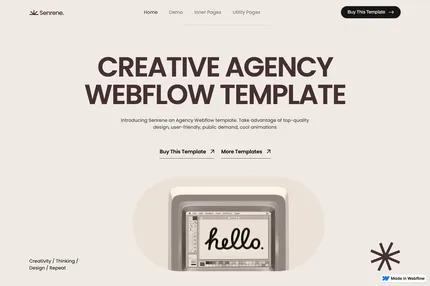 Senrene.
Home Demo Inner Pages Utility Pages
Buy This Template
CREATIVE AGENCY
WEBFLOW TEMPLATE
Introducing Senrene an Agency Webflow template. Take advantage of top-quality
design, user-friendly, public demand, cool animations
Buy This Template More Templates
hello.
Creativity / Thinking /
Design / Repeat
Made in Webflow